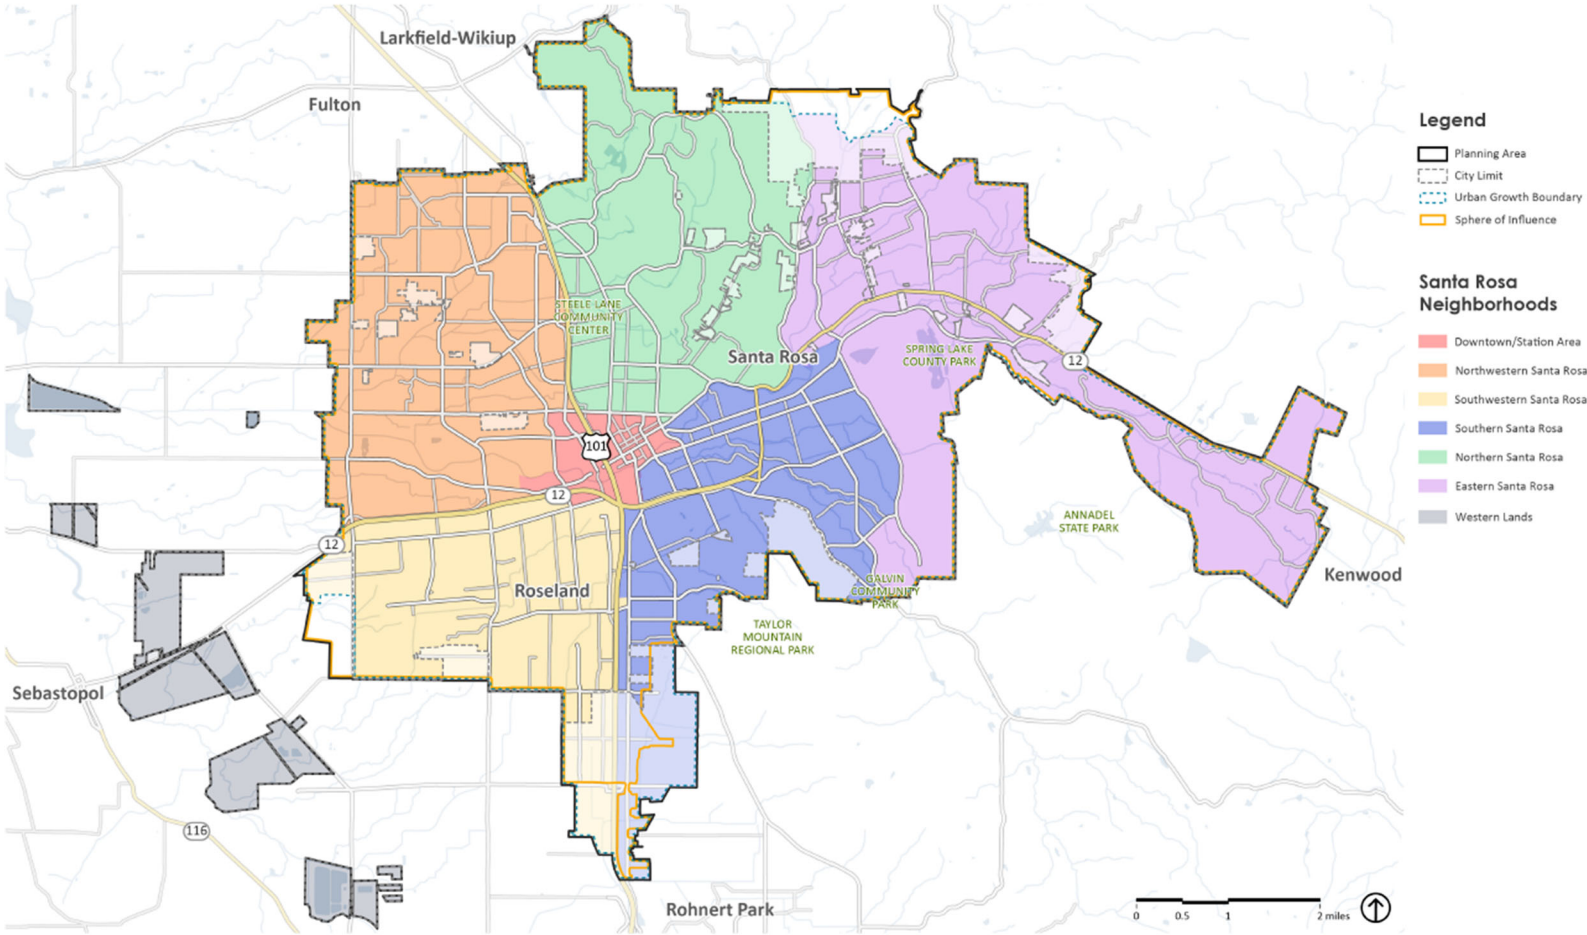 Larkfield-Wikiup
Fulton
STEELE LANE
COMMUNITY
CENTER
Santa Rosa
SPRING LAKE
COUNTY PARK
12
101
12
12
ANNADEL
STATE PARK
Kenwood
Roseland
GALVIN
COMMUNITY
PARK
TAYLOR
MOUNTAIN
REGIONAL PARK
Sebastopol
116
Rohnert Park
Legend
Planning Area
City Limit
Urban Growth Boundary
Sphere of Influence
Santa Rosa
Neighborhoods
Downtown/Station Area
Northwestern Santa Rosa
Southwestern Santa Rosa
Southern Santa Rosa
Northern Santa Rosa
Eastern Santa Rosa
Western Lands
0 0.5 1 2 miles